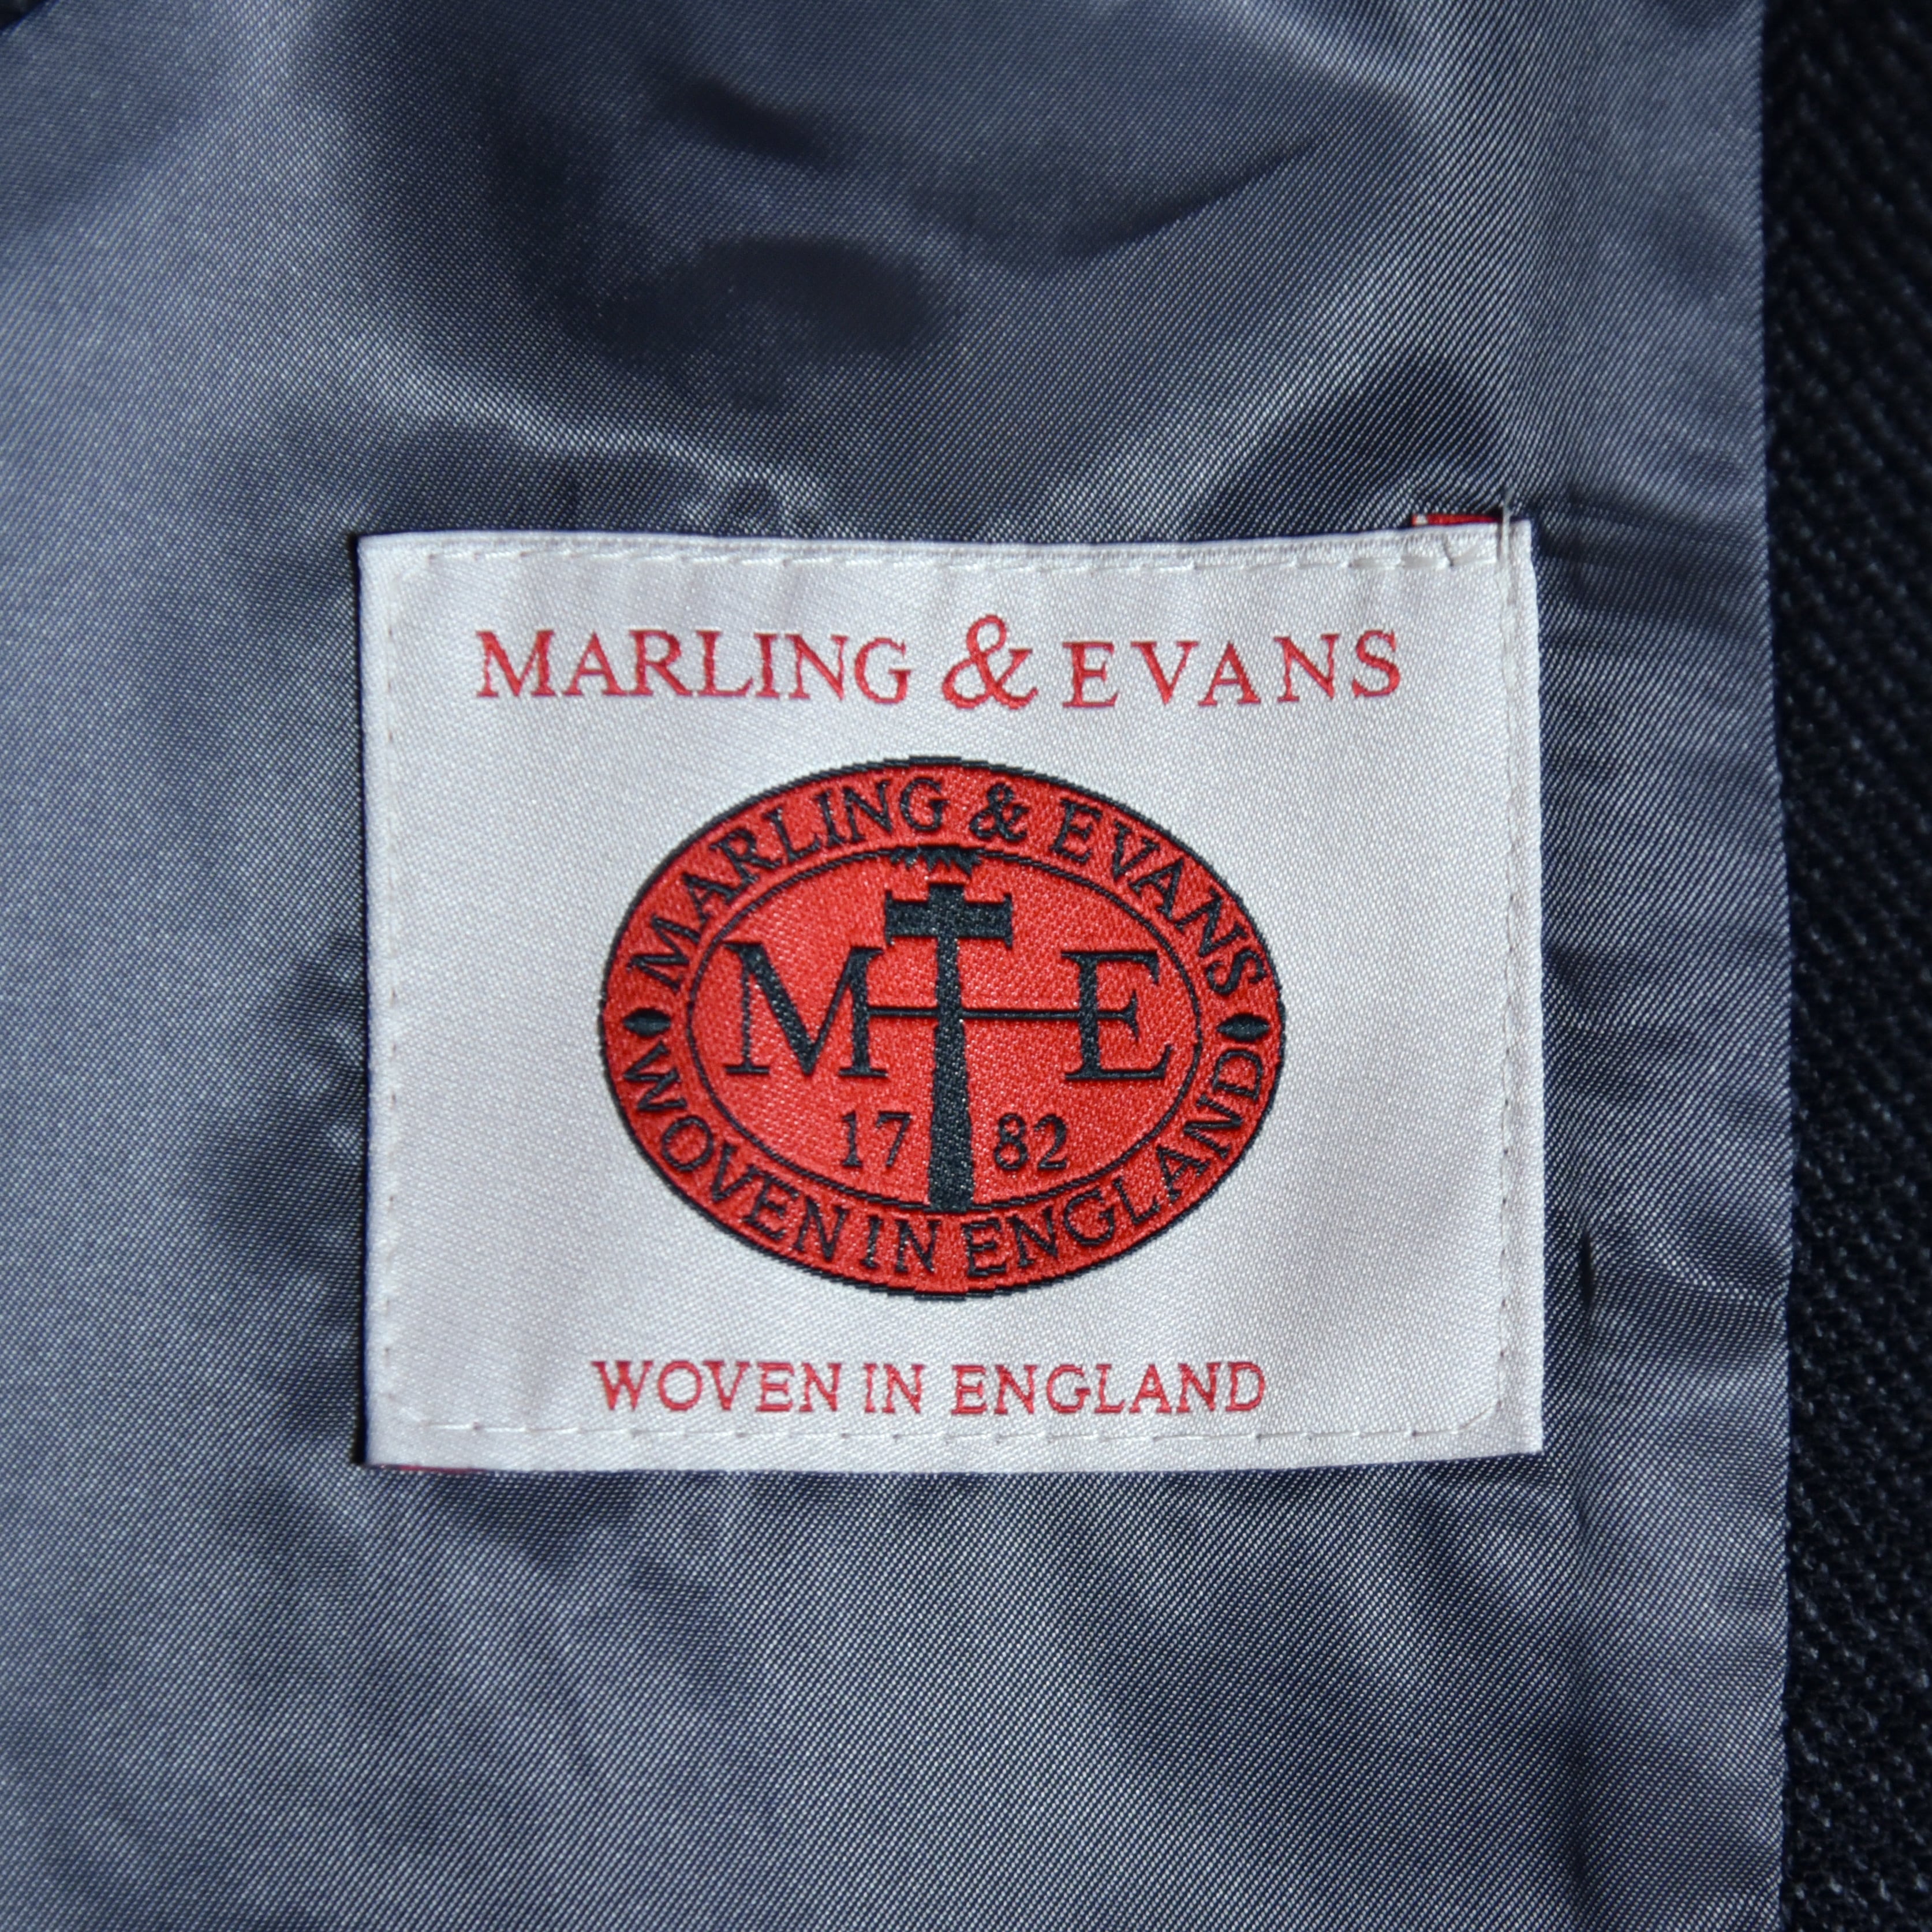 MARLING & EVANS
MARLING & EVANS
M E
17 82
WOVEN IN ENGLAND
WOVEN IN ENGLAND